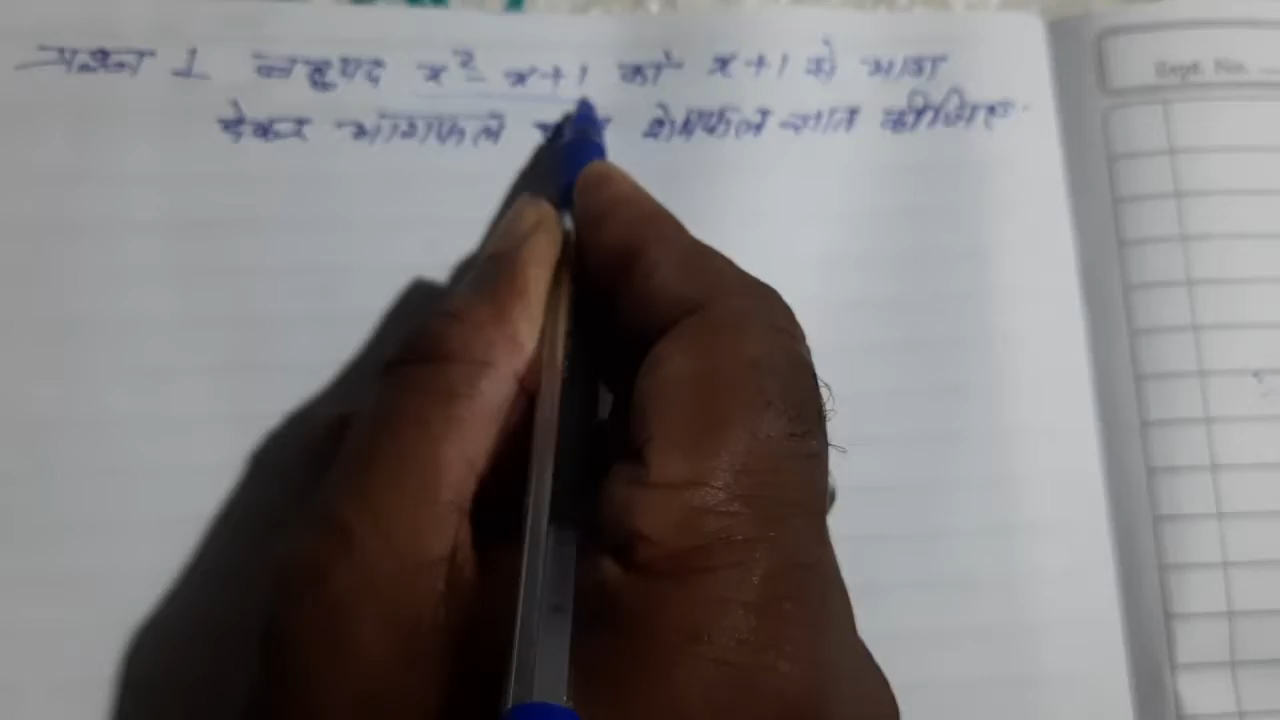 प्रश्न 1 बहुपद x² - x + 1 को x + 1 से भाग
देकर भागफल शेषफल ज्ञात कीजिए.
Expt. No.